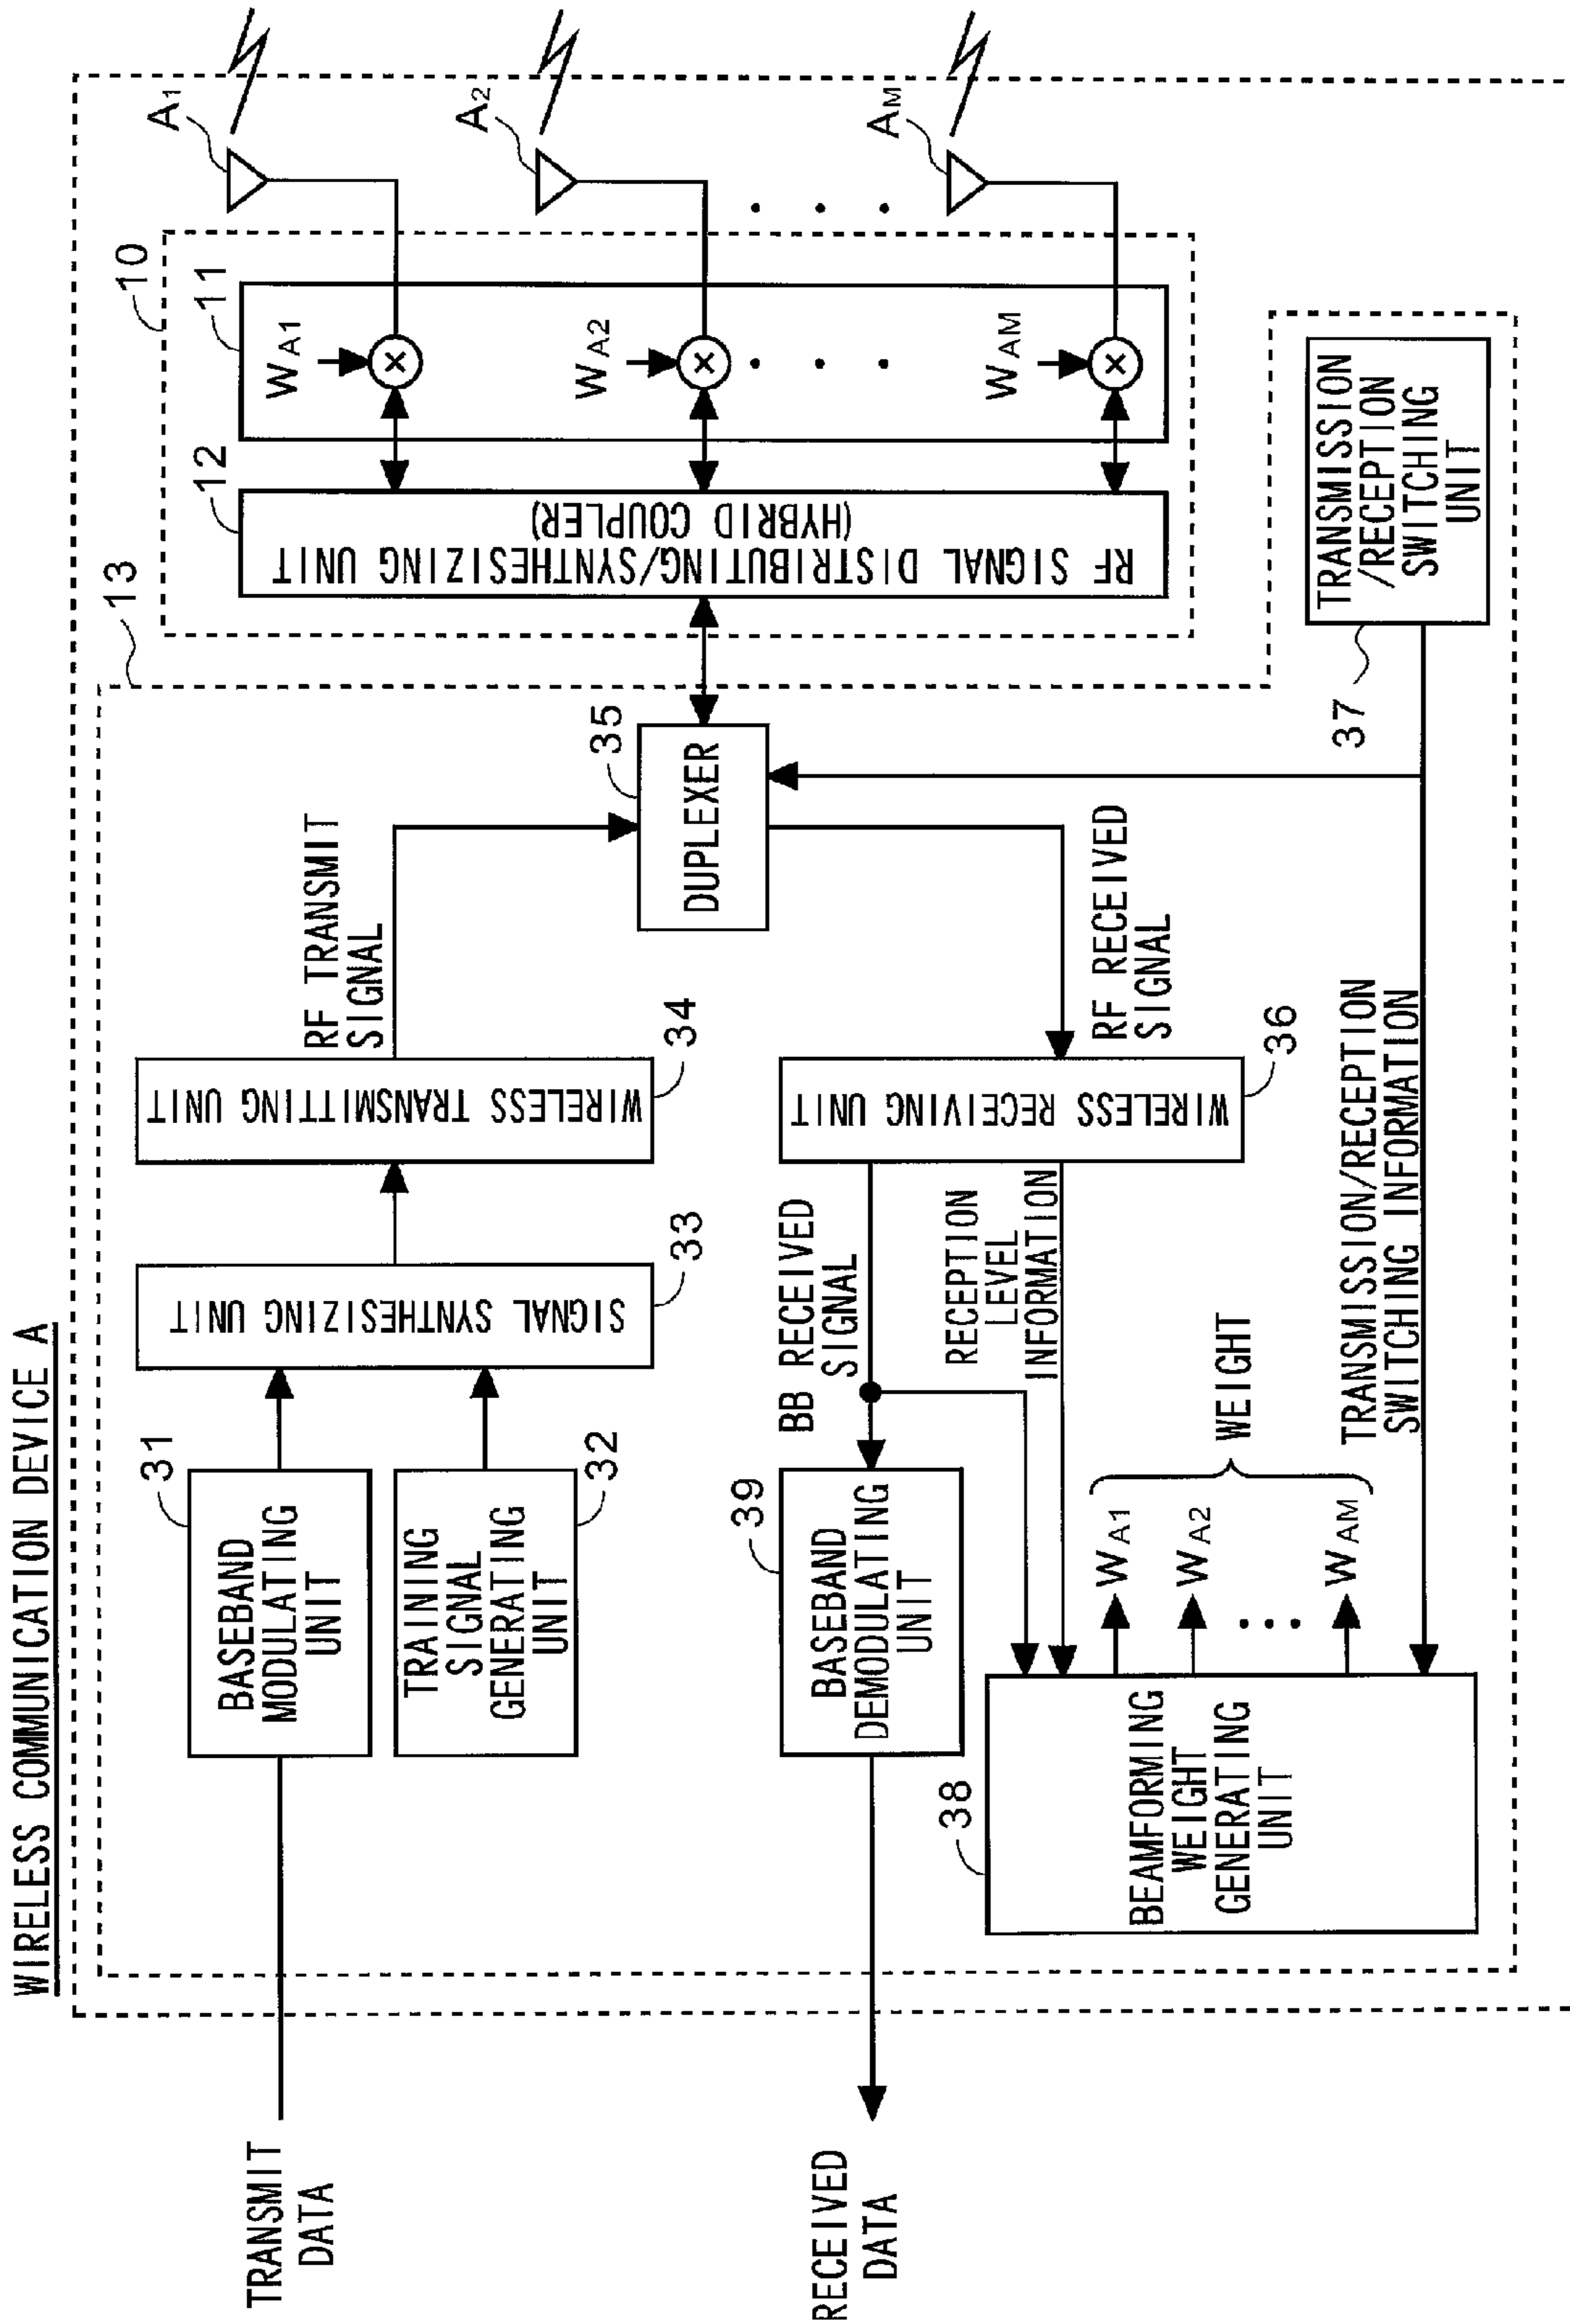 WIRELESS COMMUNICATION DEVICE A
TRANSMIT
DATA
31
BASEBAND
MODULATING
UNIT
TRAINING
SIGNAL
GENERATING
UNIT
32
SIGNAL SYNTHESIZING UNIT
33
WIRELESS TRANSMITTING UNIT
34
RF TRANSMIT
SIGNAL
35
DUPLEXER
13
12
RF SIGNAL DISTRIBUTING/SYNTHESIZING UNIT
(HYBRID COUPLER)
10
11
WA1
WA2
WAM
A1
A2
AM
RECEIVED
DATA
39
BASEBAND
DEMODULATING
UNIT
BB RECEIVED
SIGNAL
RECEPTION
LEVEL
INFORMATION
WIRELESS RECEIVING UNIT
36
RF RECEIVED
SIGNAL
38
BEAMFORMING
WEIGHT
GENERATING
UNIT
WA1
WA2
WAM
WEIGHT
TRANSMISSION/RECEPTION
SWITCHING INFORMATION
37
TRANSMISSION
/RECEPTION
SWITCHING
UNIT